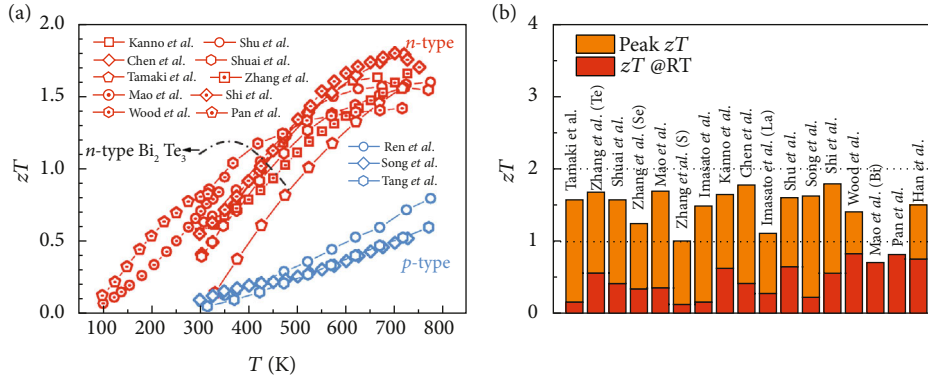 (a)
2.0
1.6
1.2
0.8
0.4
0.0
zT
Kanno et al.
Chen et al.
Tamaki et al.
Mao et al.
Wood et al.
Shu et al.
Shuai et al.
Zhang et al.
Shi et al.
Pan et al.
n-type
n-type Bi2 Te3
Ren et al.
Song et al.
Tang et al.
p-type
100 200 300 400 500 600 700 800
T (K)
(b)
4
3
2
1
0
zT
Peak zT
zT @RT
Tamaki et al.
Zhang et al. (Te)
Shuai et al.
Zhang et al. (Se)
Mao et al.
Zhang et al. (S)
Imasato et al.
Kanno et al.
Chen et al.
Imasato et al. (La)
Shu et al.
Song et al.
Shi et al.
Wood et al.
Mao et al. (Bi)
Pan et al.
Han et al.